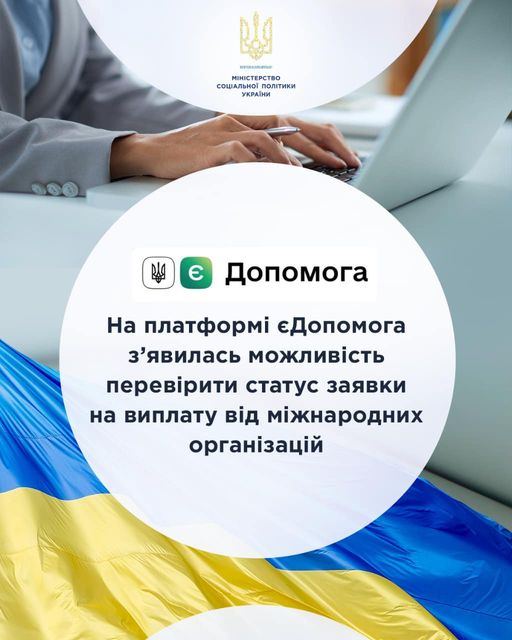 МІНІСТЕРСТВО
СОЦІАЛЬНОЇ ПОЛІТИКИ
УКРАЇНИ
є Допомога
На платформі єДопомога
з’явилась можливість
перевірити статус заявки
на виплату від міжнародних
організацій